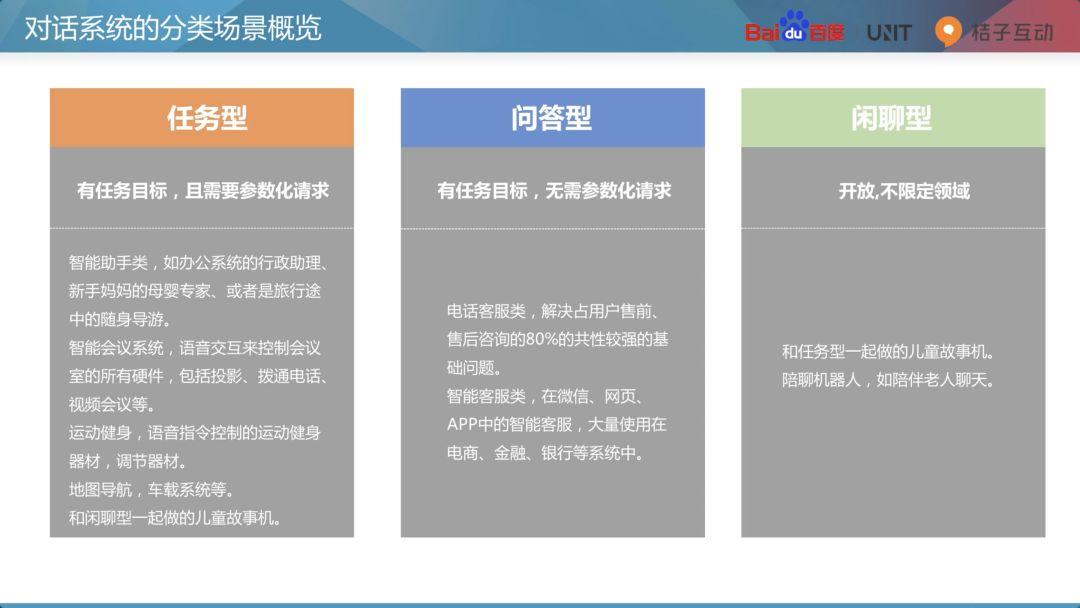 对话系统的分类场景概览
Bai du 百度 UNIT 桔子互动
任务型
有任务目标，且需要参数化请求
智能助手类，如办公系统的行政助理、
新手妈妈的母婴专家、或者是旅行途
中的随身导游。
智能会议系统，语音交互来控制会议
室的所有硬件，包括投影、拨通电话、
视频会议等。
运动健身，语音指令控制的运动健身
器材，调节器材。
地图导航，车载系统等。
和闲聊型一起做的儿童故事机。
问答型
有任务目标，无需参数化请求
电话客服类，解决占用户售前、
售后咨询的80%的共性较强的基
础问题。
智能客服类，在微信、网页、
APP中的智能客服，大量使用在
电商、金融、银行等系统中。
闲聊型
开放,不限定领域
和任务型一起做的儿童故事机。
陪聊机器人，如陪伴老人聊天。